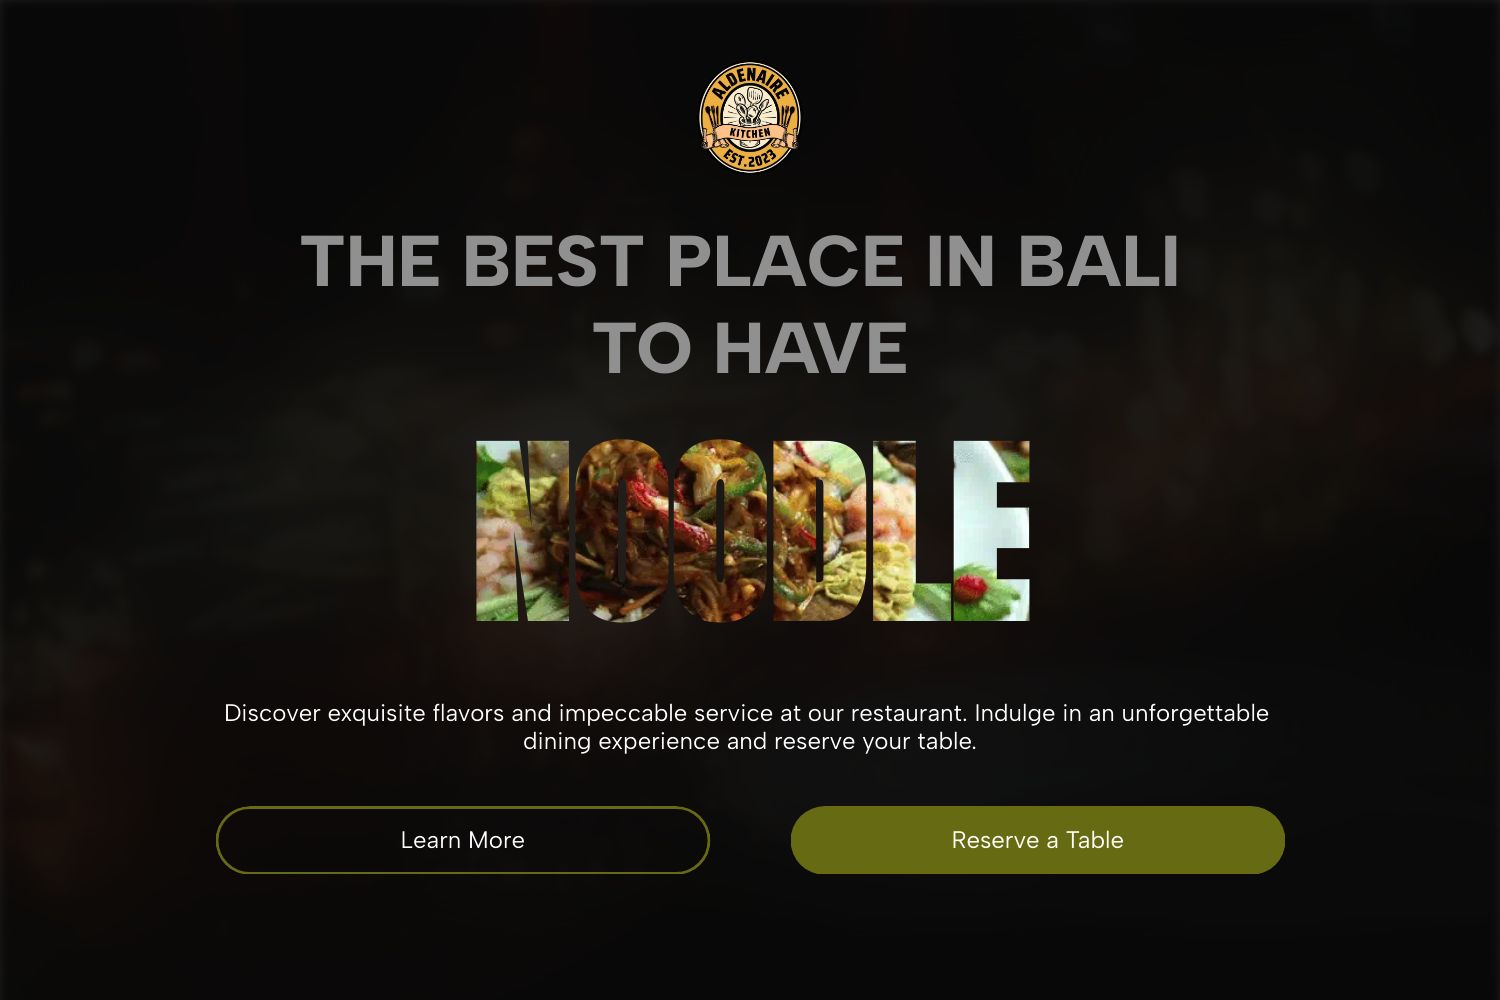 ALDENAIRE
KITCHEN
EST.2023
THE BEST PLACE IN BALI
TO HAVE
NOODLE
Discover exquisite flavors and impeccable service at our restaurant. Indulge in an unforgettable
dining experience and reserve your table.
Learn More
Reserve a Table